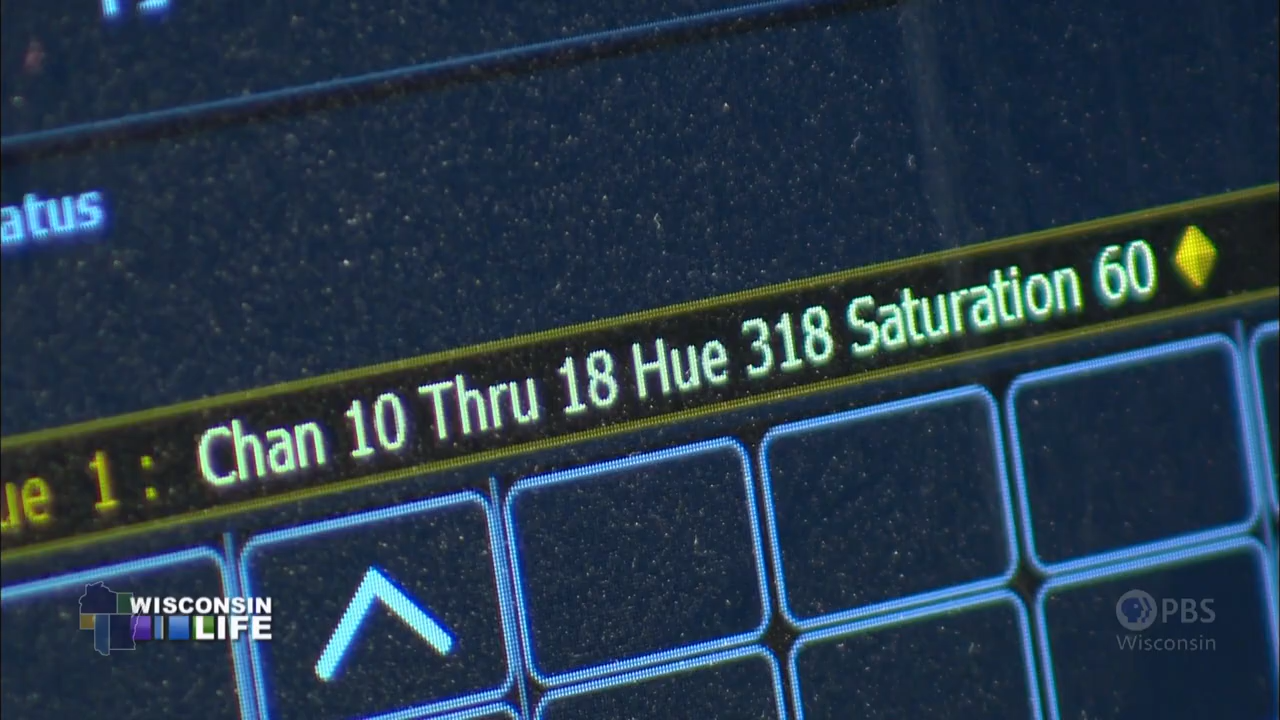 atus
ue 1: Chan 10 Thru 18 Hue 318 Saturation 60
WISCONSIN
LIFE
PBS
Wisconsin